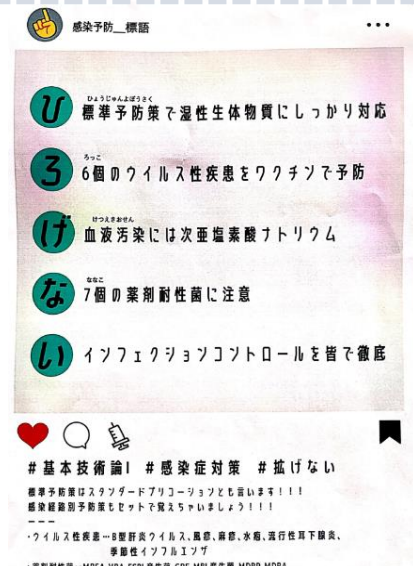 感染予防__標語
ひょうじゅんよぼうさく
ひ 標準予防策で湿性生体物質にしっかり対応
ろっこ
ろ 6個のウイルス性疾患をワクチンで予防
けつえきおせん
げ 血液汚染には次亜塩素酸ナトリウム
ななこ
な 7個の薬剤耐性菌に注意
い インフェクションコントロールを皆で徹底
#基本技術論I #感染症対策 #拡げない
標準予防策はスタンダードプリコーションとも言います!!!
感染経路別予防策もセットで覚えちゃいましょう!!!
---
・ウイルス性疾患…B型肝炎ウイルス、風疹、麻疹、水痘、流行性耳下腺炎、
季節性インフルエンザ